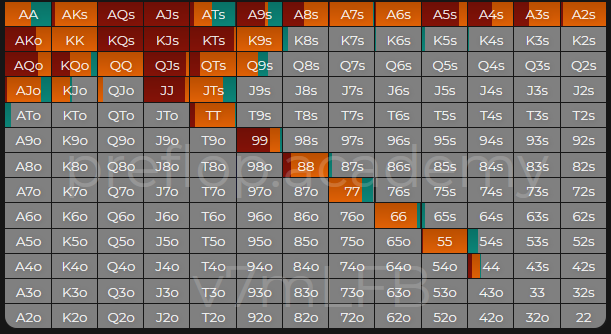 AA AKs AQs AJs ATs A9s A8s A7s A6s A5s A4s A3s A2s
AKo KK KQs KJs KTs K9s K8s K7s K6s K5s K4s K3s K2s
AQo KQo QQ QJs QTs Q9s Q8s Q7s Q6s Q5s Q4s Q3s Q2s
AJo KJo QJo JJ JTs J9s J8s J7s J6s J5s J4s J3s J2s
ATo KTo QTo JTo TT T9s T8s T7s T6s T5s T4s T3s T2s
A9o K9o Q9o J9o T9o 99 98s 97s 96s 95s 94s 93s 92s
A8o K8o Q8o J8o T8o 98o 88 87s 86s 85s 84s 83s 82s
preflop.academy
A7o K7o Q7o J7o T7o 97o 87o 77 76s 75s 74s 73s 72s
A6o K6o Q6o J6o T6o 96o 86o 76o 66 65s 64s 63s 62s
A5o K5o Q5o J5o T5o 95o 85o 75o 65o 55 54s 53s 52s
A4o K4o Q4o J4o T4o 94o 84o 74o 64o 54o 44 43s 42s
v7mLFB
A3o K3o Q3o J3o T3o 93o 83o 73o 63o 53o 43o 33 32s
A2o K2o Q2o J2o T2o 92o 82o 72o 62o 52o 42o 32o 22